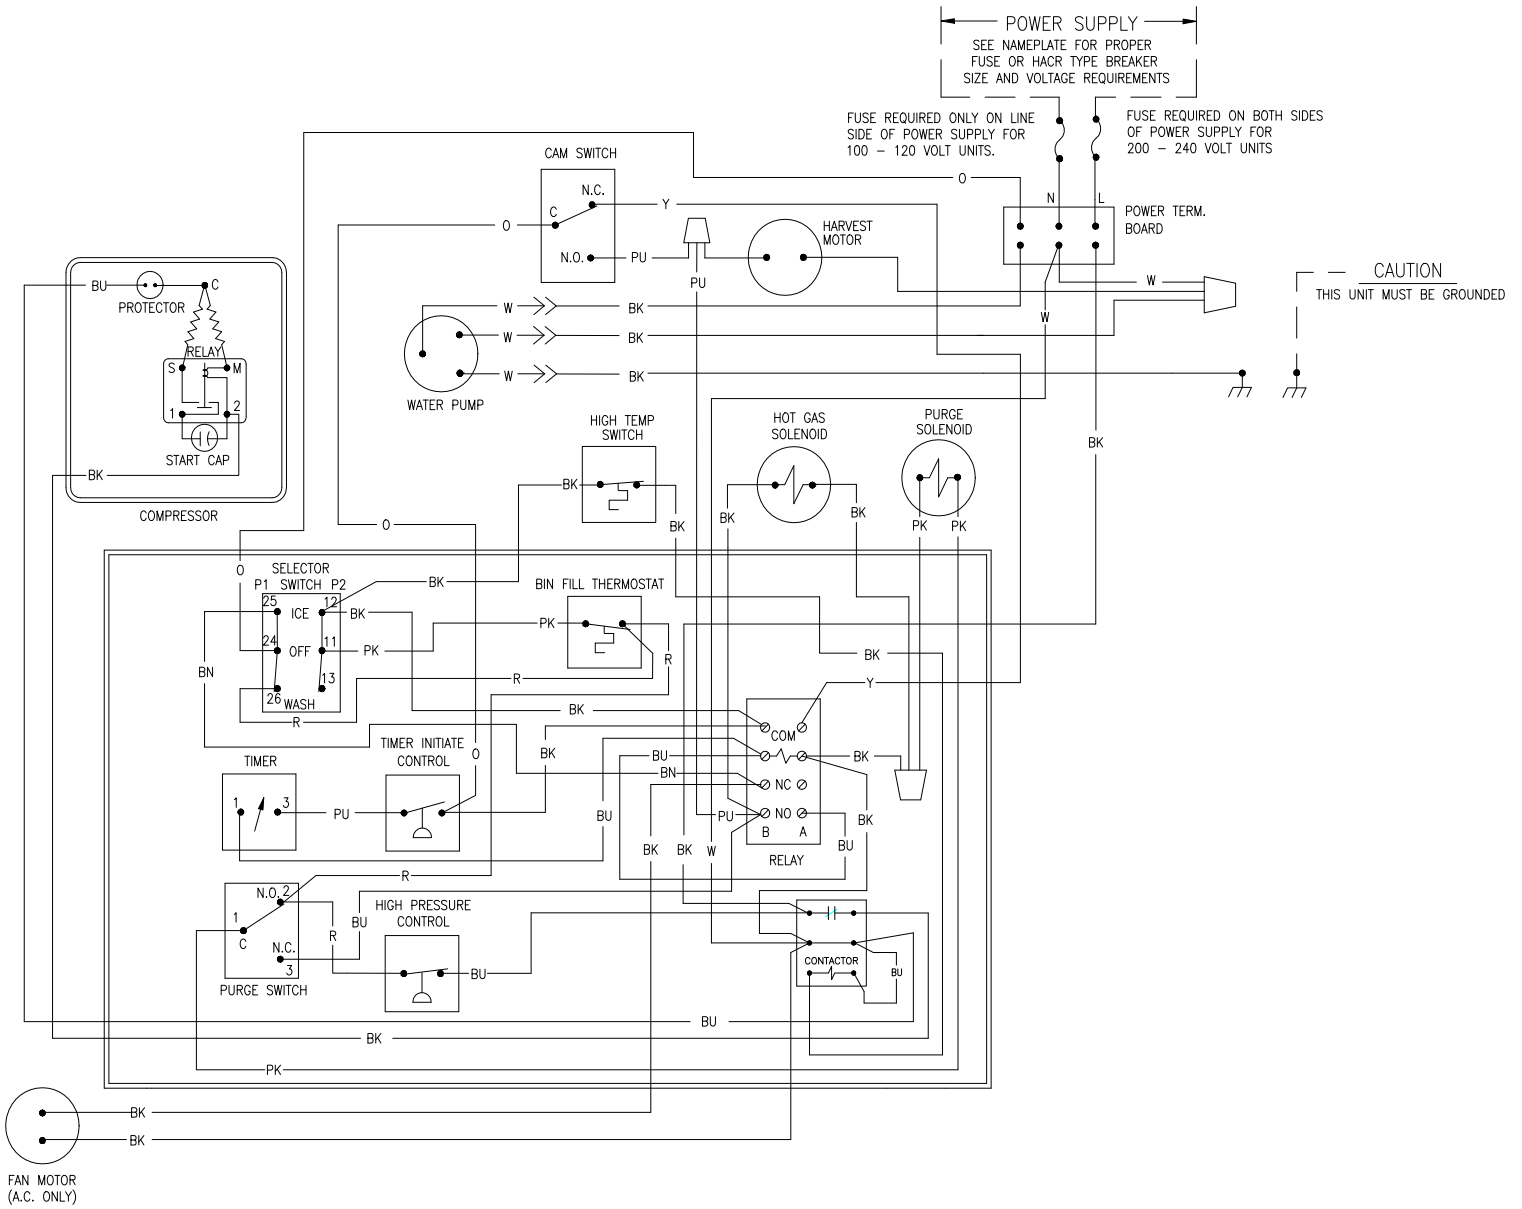 POWER SUPPLY
SEE NAMEPLATE FOR PROPER
FUSE OR HACR TYPE BREAKER
SIZE AND VOLTAGE REQUIREMENTS
FUSE REQUIRED ONLY ON LINE
SIDE OF POWER SUPPLY FOR
100 – 120 VOLT UNITS.
FUSE REQUIRED ON BOTH SIDES
OF POWER SUPPLY FOR
200 – 240 VOLT UNITS
CAM SWITCH
N.C.
C
N.O.
O
Y
PU
PU
O
HARVEST
MOTOR
N
L
POWER TERM.
BOARD
W
W
CAUTION
THIS UNIT MUST BE GROUNDED
BU
PROTECTOR
C
RELAY
S
M
1
2
START CAP
BK
COMPRESSOR
W
BK
W
BK
W
BK
WATER PUMP
HIGH TEMP
SWITCH
BK
BK
HOT GAS
SOLENOID
BK
BK
PURGE
SOLENOID
PK
PK
BK
O
O
SELECTOR
SWITCH
P1
P2
25
ICE
12
24
OFF
11
26
WASH
13
BK
BK
PK
BN
R
R
BIN FILL THERMOSTAT
PK
R
BK
Y
BK
TIMER
1
3
PU
TIMER INITIATE
CONTROL
O
BK
BU
BU
BN
COM
NC
NO
B
A
RELAY
BK
PU
BK
BU
BK
BK
W
R
N.O.
2
1
C
N.C.
3
PURGE SWITCH
R
BU
HIGH PRESSURE
CONTROL
BU
CONTACTOR
BU
BU
BK
PK
BK
BK
FAN MOTOR
(A.C. ONLY)